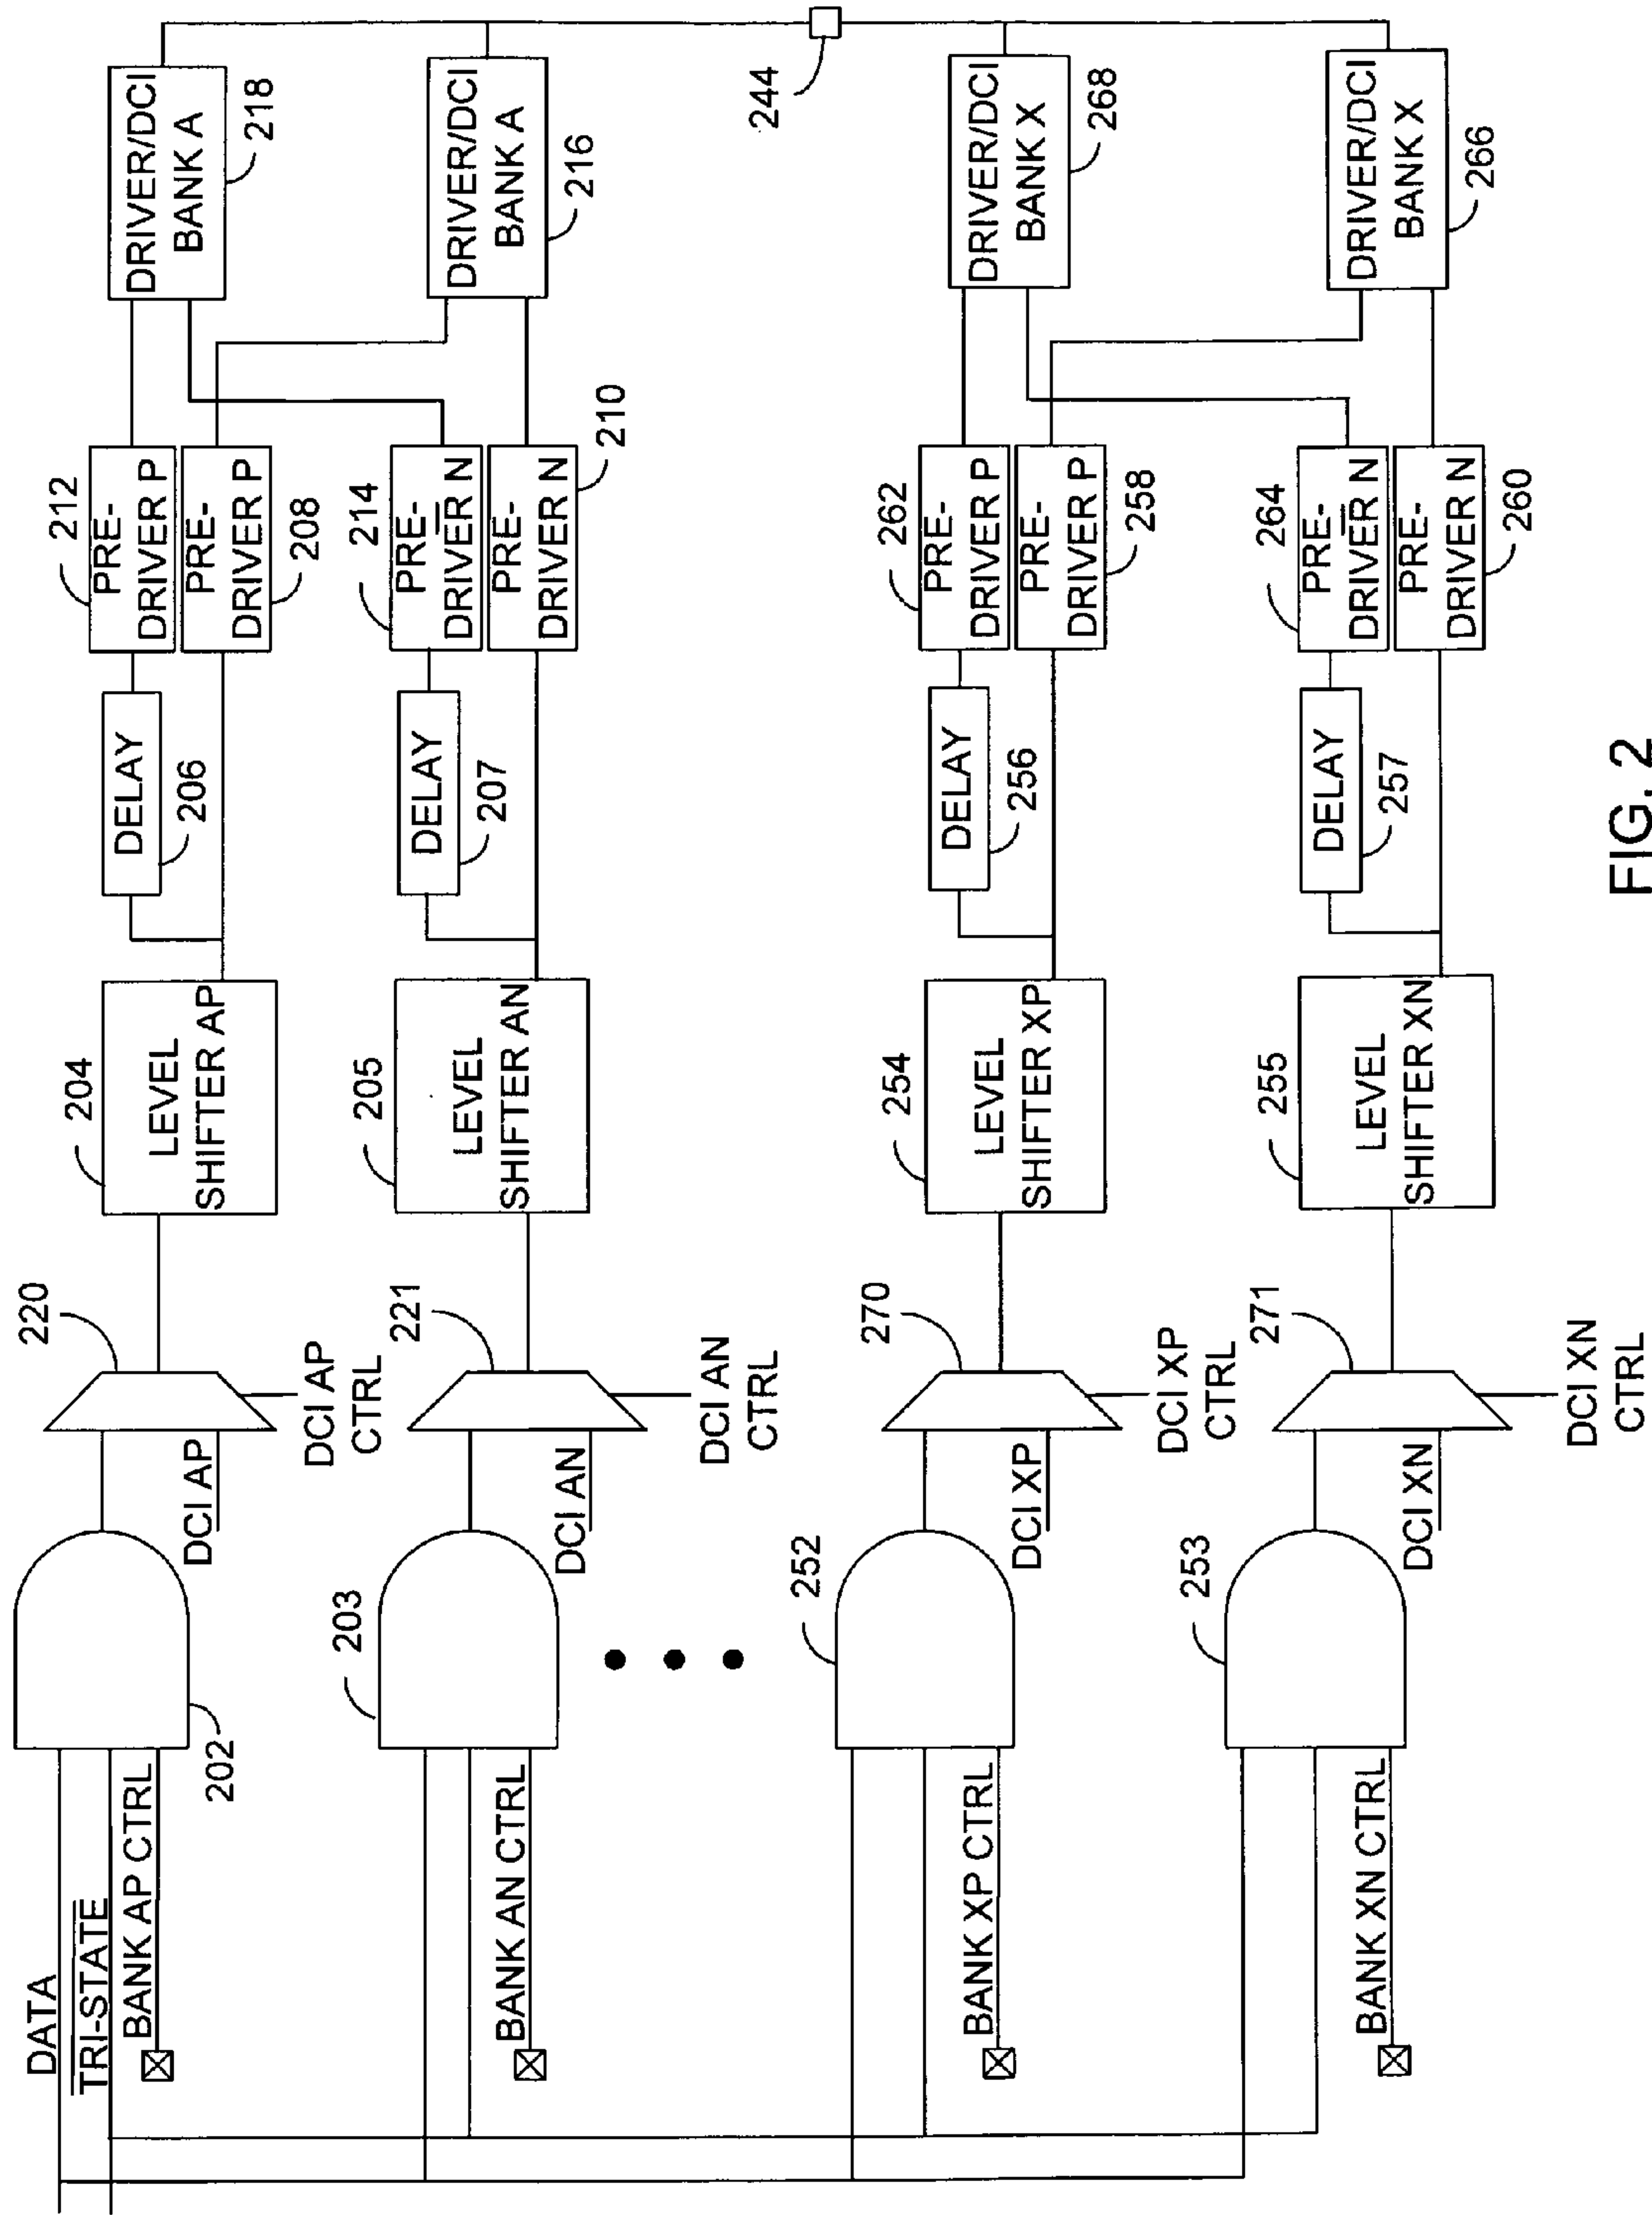 DATA
TRI-STATE
BANK AP CTRL
202
DCI AP
DCI AP
CTRL
220
204
LEVEL
SHIFTER AP
DELAY
206
212
PRE-
DRIVER P
PRE-
DRIVER P
208
DRIVER/DCI
BANK A
218
BANK AN CTRL
203
DCI AN
DCI AN
CTRL
221
205
LEVEL
SHIFTER AN
DELAY
207
214
PRE-
DRIVER N
PRE-
DRIVER N
210
DRIVER/DCI
BANK A
216
244
BANK XP CTRL
252
DCI XP
DCI XP
CTRL
270
254
LEVEL
SHIFTER XP
DELAY
256
262
PRE-
DRIVER P
PRE-
DRIVER P
258
DRIVER/DCI
BANK X
268
BANK XN CTRL
253
DCI XN
DCI XN
CTRL
271
255
LEVEL
SHIFTER XN
DELAY
257
264
PRE-
DRIVER N
PRE-
DRIVER N
260
DRIVER/DCI
BANK X
266
FIG. 2